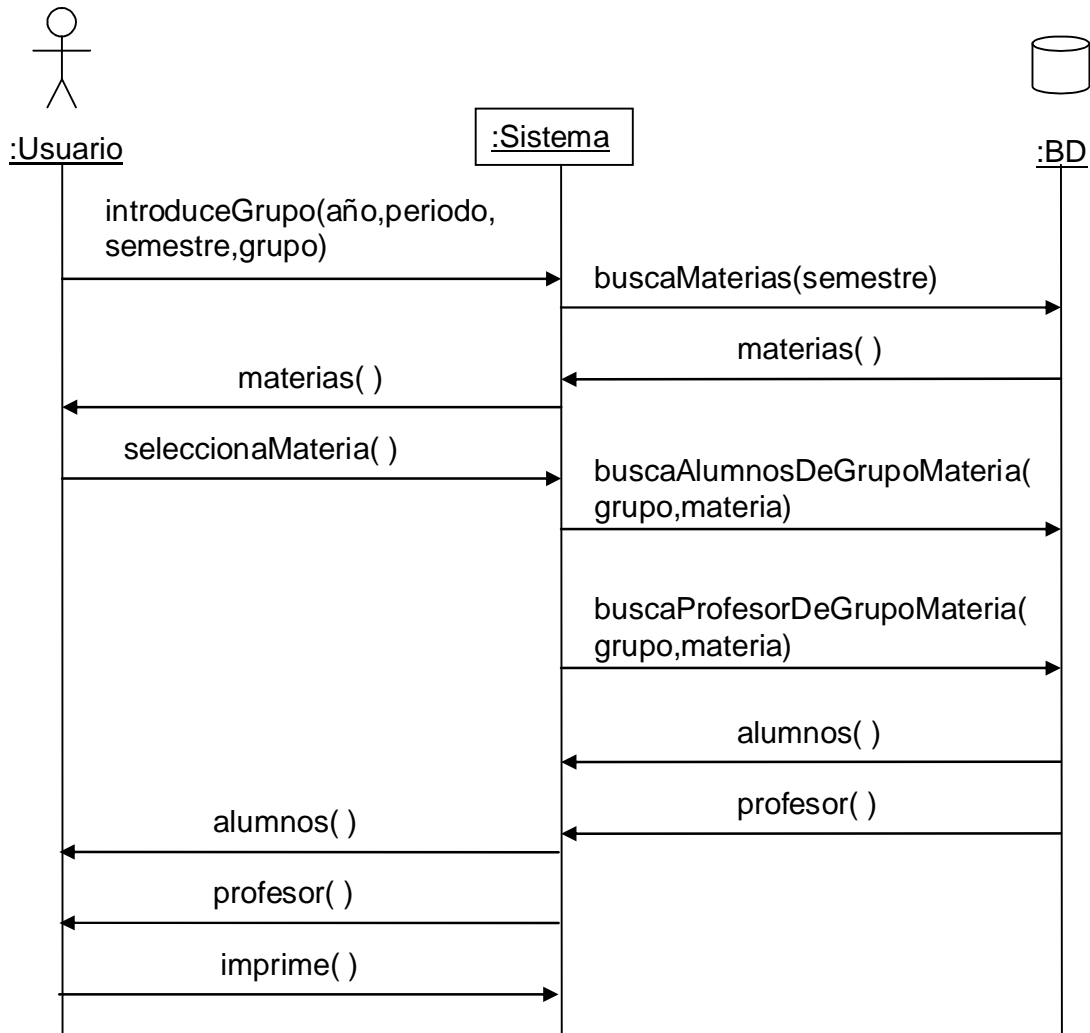 :Usuario
:Sistema
:BD
introduceGrupo(año,periodo,
semestre,grupo)
buscaMaterias(semestre)
materias( )
materias( )
seleccionaMateria( )
buscaAlumnosDeGrupoMateria(
grupo,materia)
buscaProfesorDeGrupoMateria(
grupo,materia)
alumnos( )
profesor( )
alumnos( )
profesor( )
imprime( )